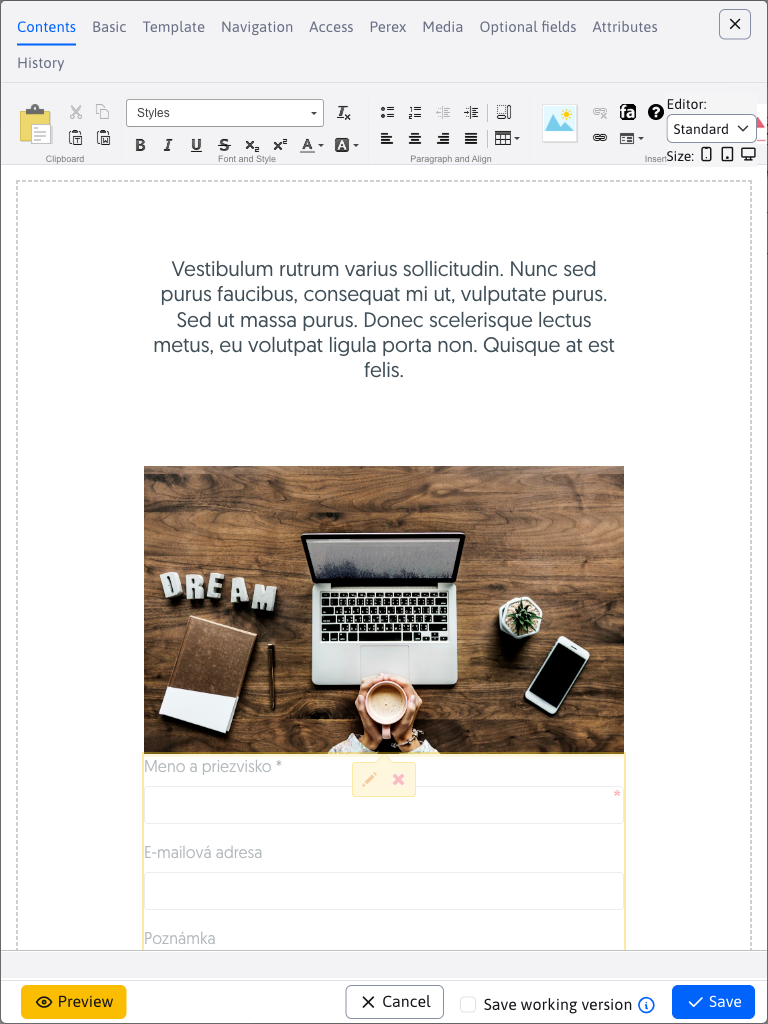 Contents Basic Template Navigation Access Perex Media Optional fields Attributes
History
Styles
Editor:
Standard
B I U S x₂ x² A A
Clipboard Font and Style Paragraph and Align Insert
Size:
Vestibulum rutrum varius sollicitudin. Nunc sed
purus faucibus, consequat mi ut, vulputate purus.
Sed ut massa purus. Donec scelerisque lectus
metus, eu volutpat ligula porta non. Quisque at est
felis.
DREAM
Meno a priezvisko *
*
E-mailová adresa
Poznámka
Preview Cancel Save working version Save